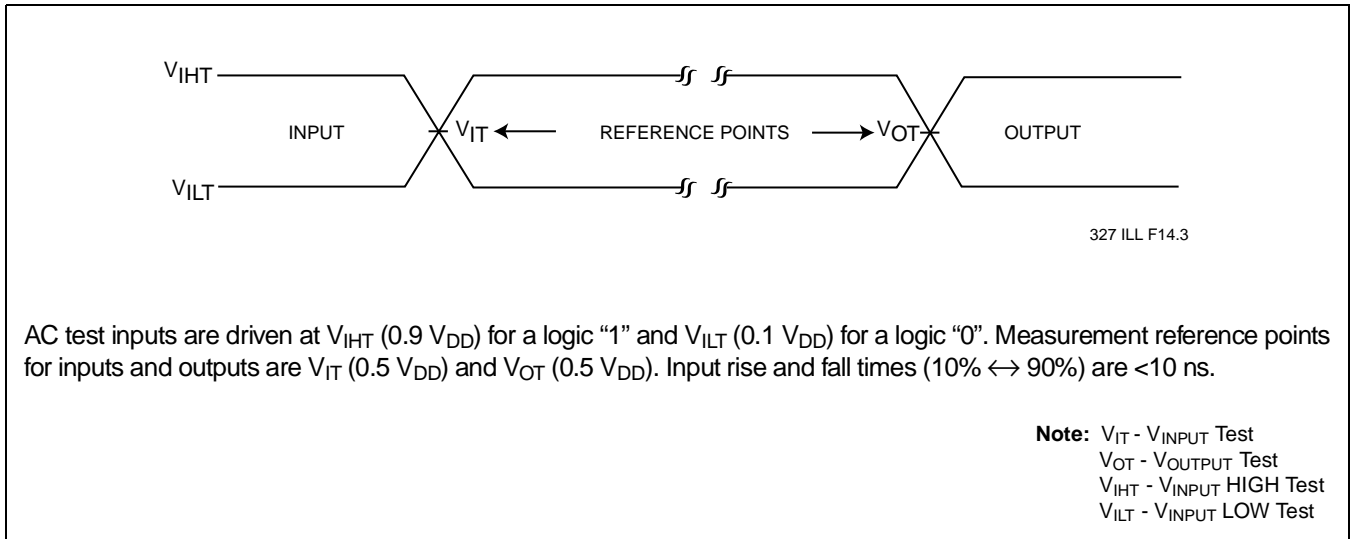 VIHT
INPUT VIT REFERENCE POINTS VOT OUTPUT
VILT
327 ILL F14.3
AC test inputs are driven at VIHT (0.9 VDD) for a logic “1” and VILT (0.1 VDD) for a logic “0”. Measurement reference points
for inputs and outputs are VIT (0.5 VDD) and VOT (0.5 VDD). Input rise and fall times (10% ↔ 90%) are <10 ns.
Note: VIT - VINPUT Test
VOT - VOUTPUT Test
VIHT - VINPUT HIGH Test
VILT - VINPUT LOW Test